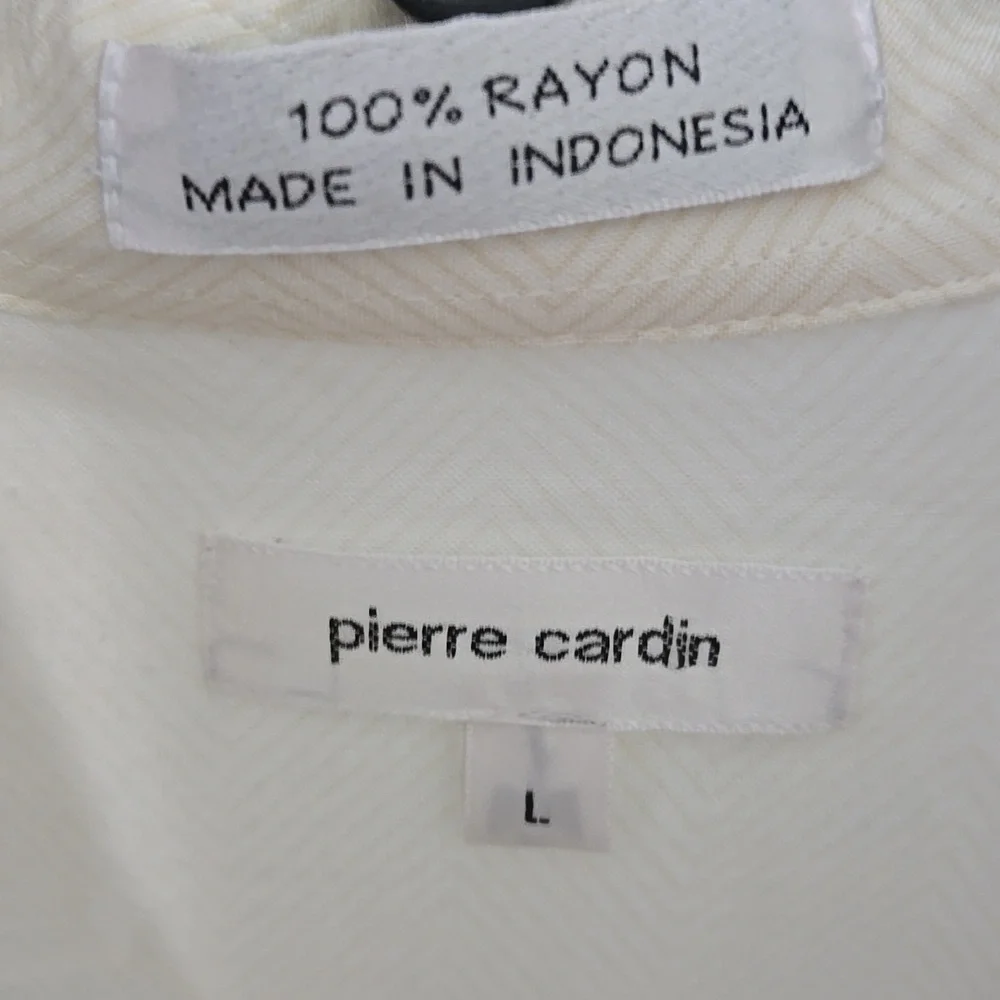 100% RAYON
MADE IN INDONESIA
pierre cardin
L